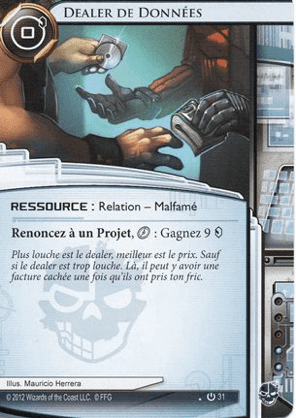 Dealer de Données
0
RESSOURCE : Relation – Malfamé
Renoncez à un Projet, : Gagnez 9
Plus louche est le dealer, meilleur est le prix. Sauf
si le dealer est trop louche. Là, il peut y avoir une
facture cachée une fois qu'ils ont pris ton fric.
Illus. Mauricio Herrera
© 2012 Wizards of the Coast LLC. © FFG
31